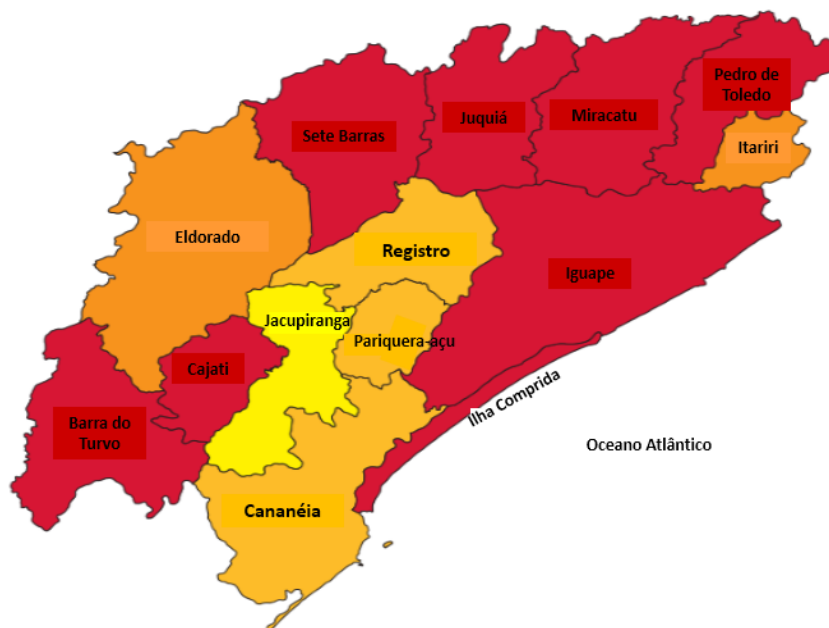 Pedro de
Toledo
Sete Barras
Juquiá
Miracatu
Itariri
Eldorado
Registro
Iguape
Jacupiranga
Pariquera-açu
Cajati
Ilha Comprida
Barra do
Turvo
Oceano Atlântico
Cananéia